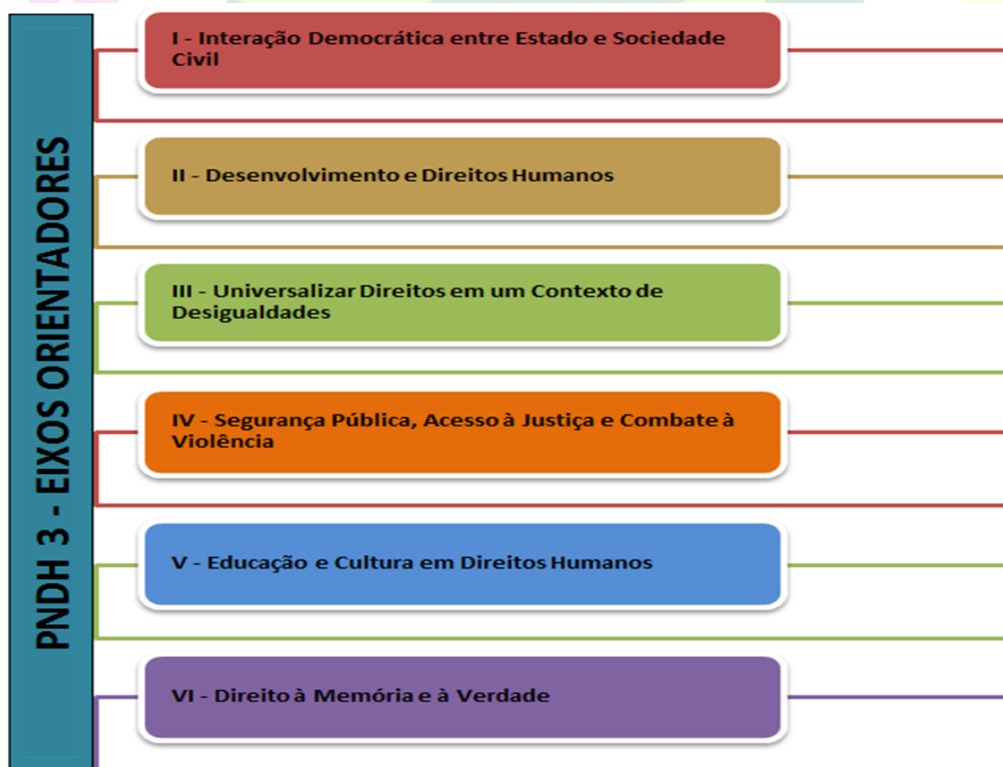 PNDH 3 - EIXOS ORIENTADORES
I - Interação Democrática entre Estado e Sociedade
Civil
II - Desenvolvimento e Direitos Humanos
III - Universalizar Direitos em um Contexto de
Desigualdades
IV - Segurança Pública, Acesso à Justiça e Combate à
Violência
V - Educação e Cultura em Direitos Humanos
VI - Direito à Memória e à Verdade